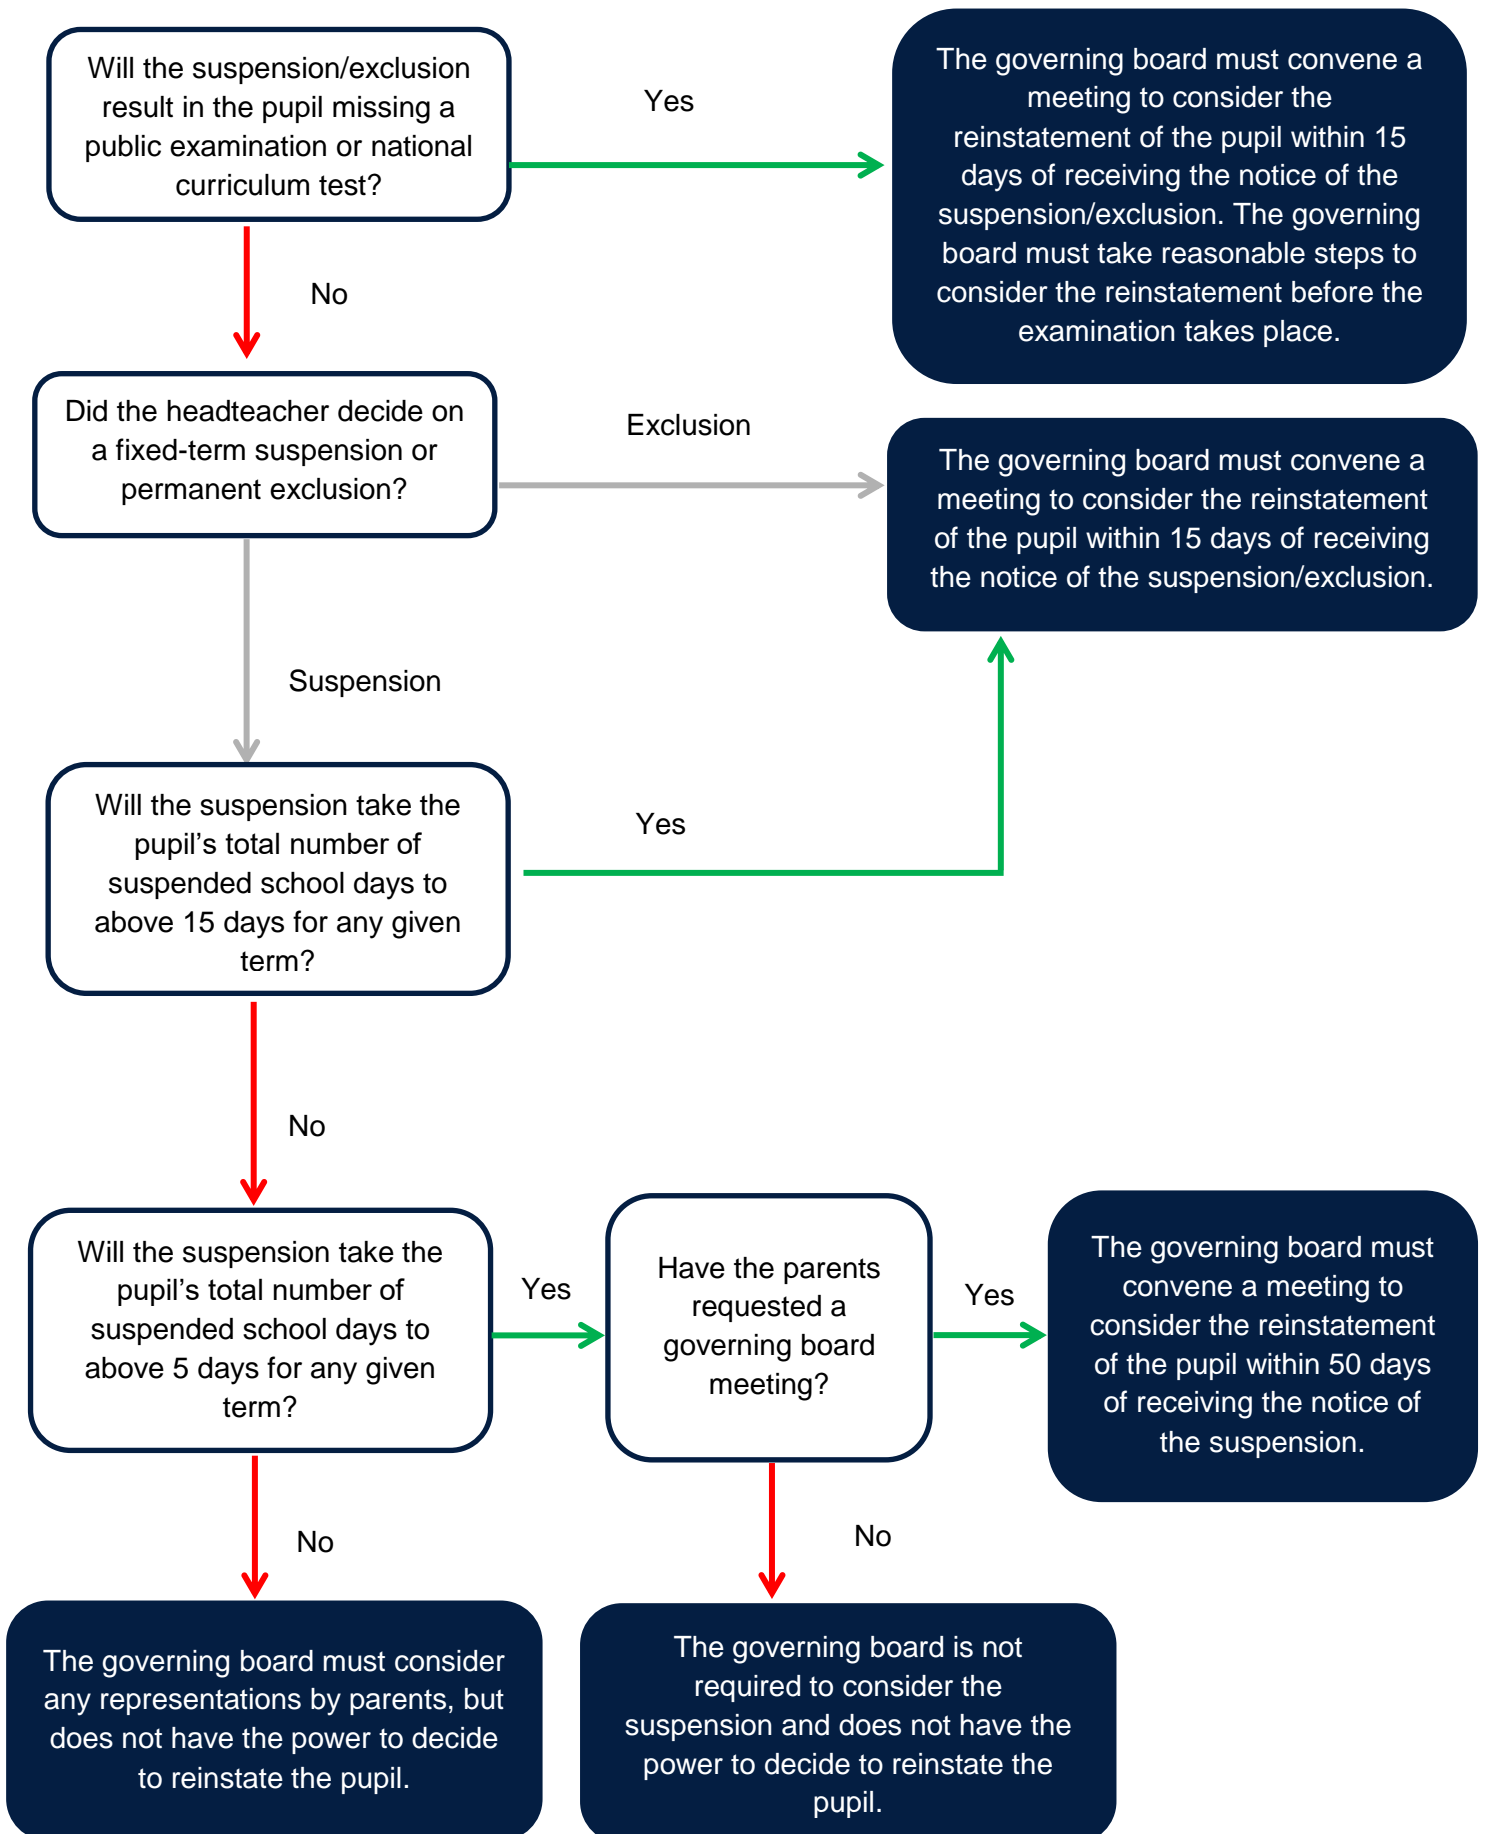 Will the suspension/exclusion
result in the pupil missing a
public examination or national
curriculum test?
Yes
The governing board must convene a
meeting to consider the
reinstatement of the pupil within 15
days of receiving the notice of the
suspension/exclusion. The governing
board must take reasonable steps to
consider the reinstatement before the
examination takes place.
No
Did the headteacher decide on
a fixed-term suspension or
permanent exclusion?
Exclusion
The governing board must convene a
meeting to consider the reinstatement
of the pupil within 15 days of receiving
the notice of the suspension/exclusion.
Suspension
Will the suspension take the
pupil’s total number of
suspended school days to
above 15 days for any given
term?
Yes
No
Will the suspension take the
pupil’s total number of
suspended school days to
above 5 days for any given
term?
Yes
Have the parents
requested a
governing board
meeting?
Yes
The governing board must
convene a meeting to
consider the reinstatement
of the pupil within 50 days
of receiving the notice of
the suspension.
No
No
The governing board must consider
any representations by parents, but
does not have the power to decide
to reinstate the pupil.
The governing board is not
required to consider the
suspension and does not have the
power to decide to reinstate the
pupil.